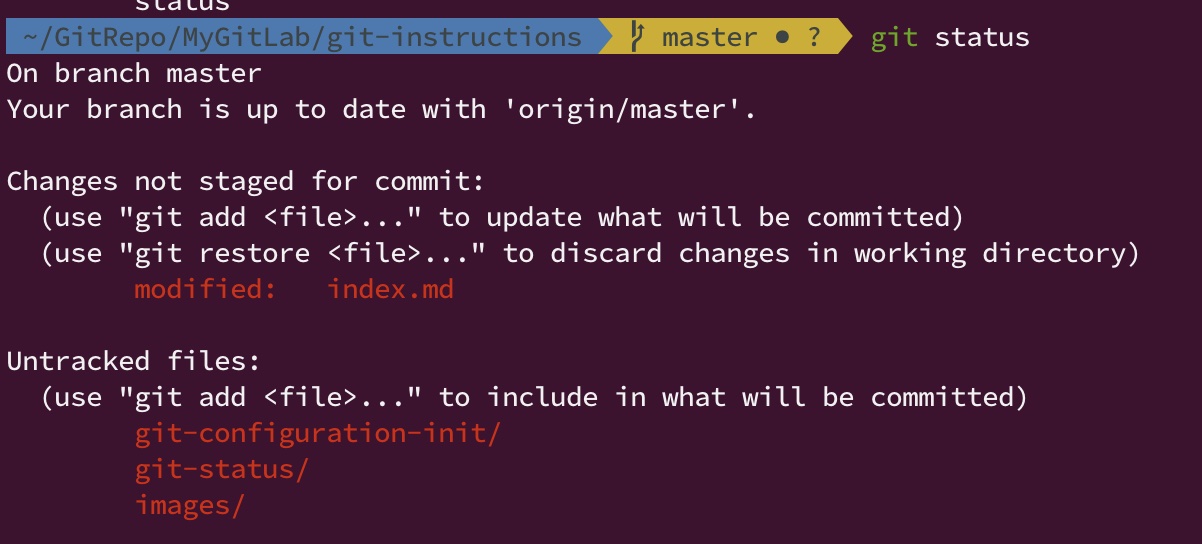 status
~/GitRepo/MyGitLab/git-instructions master ● ? git status
On branch master
Your branch is up to date with 'origin/master'.
Changes not staged for commit:
(use "git add <file>..." to update what will be committed)
(use "git restore <file>..." to discard changes in working directory)
modified: index.md
Untracked files:
(use "git add <file>..." to include in what will be committed)
git-configuration-init/
git-status/
images/